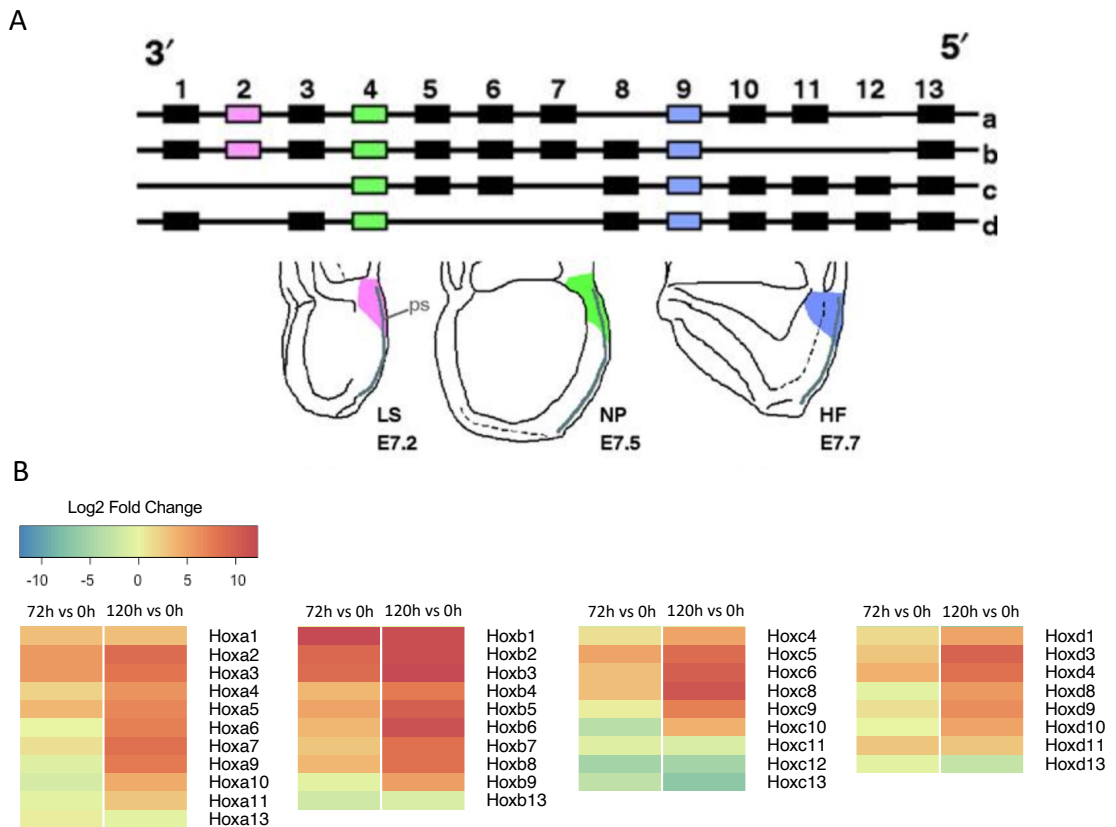 A
3′ 5′
1 2 3 4 5 6 7 8 9 10 11 12 13
a
b
c
d
ps
LS
E7.2
NP
E7.5
HF
E7.7
B
Log2 Fold Change
-10 -5 0 5 10
72h vs 0h 120h vs 0h
Hoxa1
Hoxa2
Hoxa3
Hoxa4
Hoxa5
Hoxa6
Hoxa7
Hoxa9
Hoxa10
Hoxa11
Hoxa13
72h vs 0h 120h vs 0h
Hoxb1
Hoxb2
Hoxb3
Hoxb4
Hoxb5
Hoxb6
Hoxb7
Hoxb8
Hoxb9
Hoxb13
72h vs 0h 120h vs 0h
Hoxc4
Hoxc5
Hoxc6
Hoxc8
Hoxc9
Hoxc10
Hoxc11
Hoxc12
Hoxc13
72h vs 0h 120h vs 0h
Hoxd1
Hoxd3
Hoxd4
Hoxd8
Hoxd9
Hoxd10
Hoxd11
Hoxd13